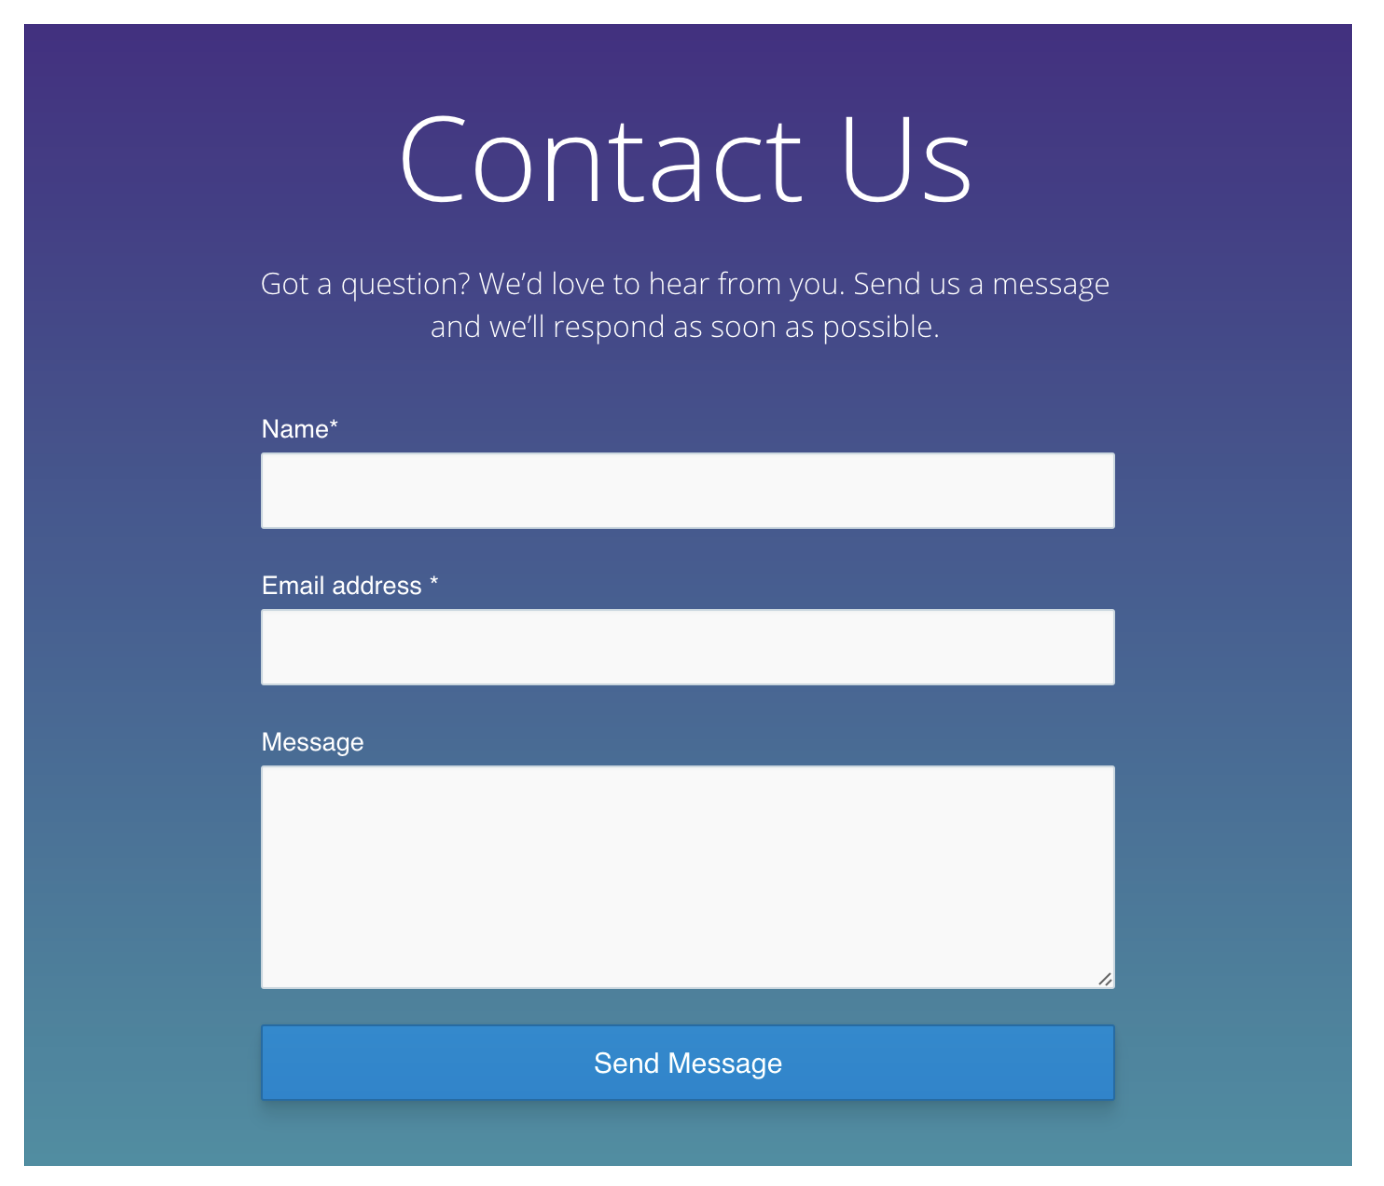 Contact Us
Got a question? We’d love to hear from you. Send us a message
and we’ll respond as soon as possible.
Name*
Email address *
Message
Send Message